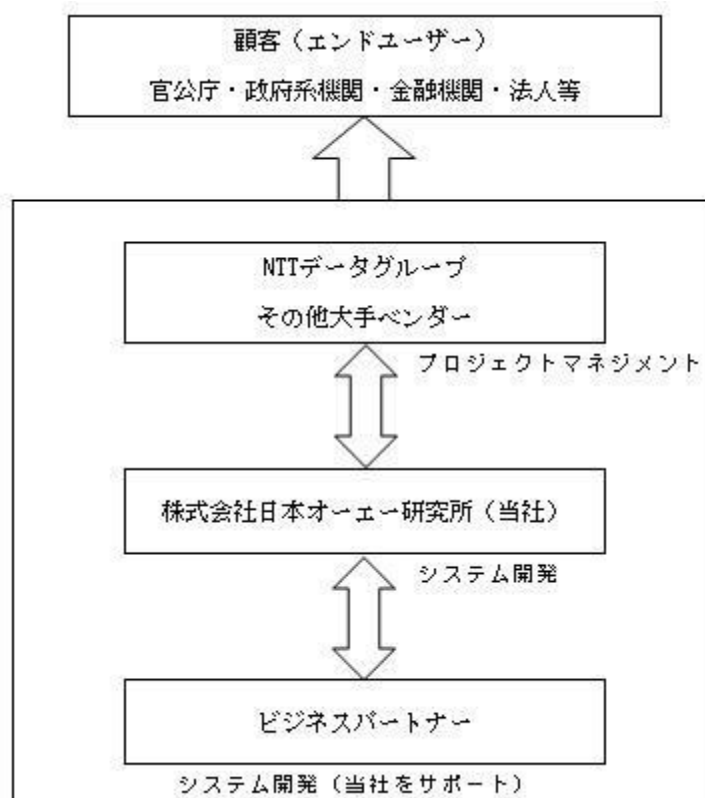 顧客（エンドユーザー）
官公庁・政府系機関・金融機関・法人等
NTTデータグループ
その他大手ベンダー
プロジェクトマネジメント
株式会社日本オーエー研究所（当社）
システム開発
ビジネスパートナー
システム開発（当社をサポート）